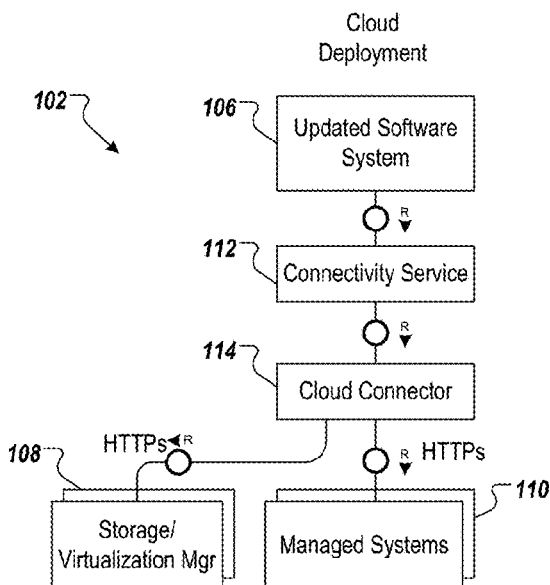 Cloud
Deployment
102
106
Updated Software
System
R
112
Connectivity Service
R
114
Cloud Connector
HTTPs
R
R
HTTPs
108
110
Storage/
Virtualization Mgr
Managed Systems